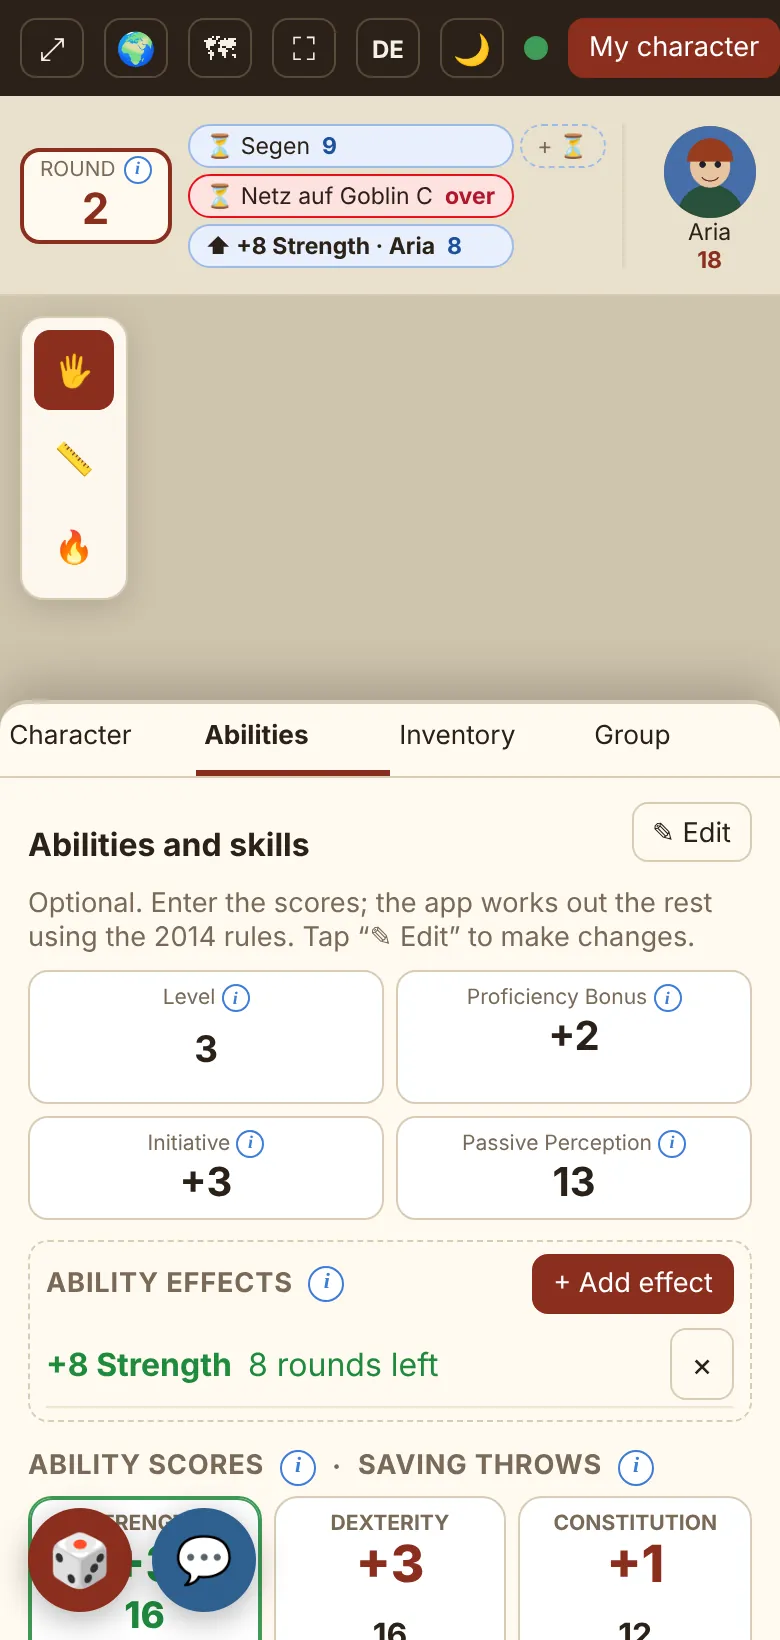 DE
My character
ROUND i
2
Segen 9
+
Netz auf Goblin C over
+8 Strength · Aria 8
Aria
18
Character
Abilities
Inventory
Group
Abilities and skills
✎ Edit
Optional. Enter the scores; the app works out the rest
using the 2014 rules. Tap “✎ Edit” to make changes.
Level i
3
Proficiency Bonus i
+2
Initiative i
+3
Passive Perception i
13
ABILITY EFFECTS i
+ Add effect
+8 Strength 8 rounds left
×
ABILITY SCORES i · SAVING THROWS i
16
DEXTERITY
+3
16
CONSTITUTION
+1
12